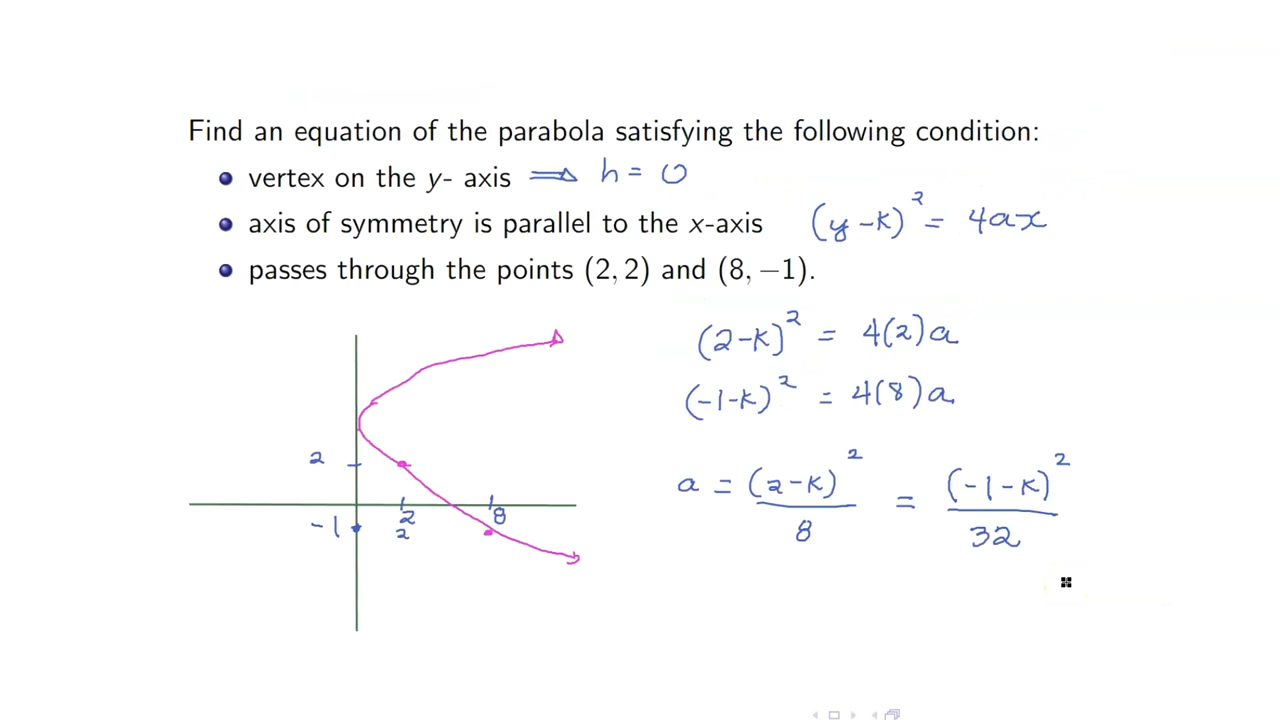 Find an equation of the parabola satisfying the following condition:
vertex on the y- axis ⟹ h = 0
axis of symmetry is parallel to the x-axis (y-k)² = 4ax
passes through the points (2, 2) and (8, −1).
(2-k)² = 4(2)a
(-1-k)² = 4(8)a
a = (2-k)²/8 = (-1-k)²/32
2
-1
2
2
8